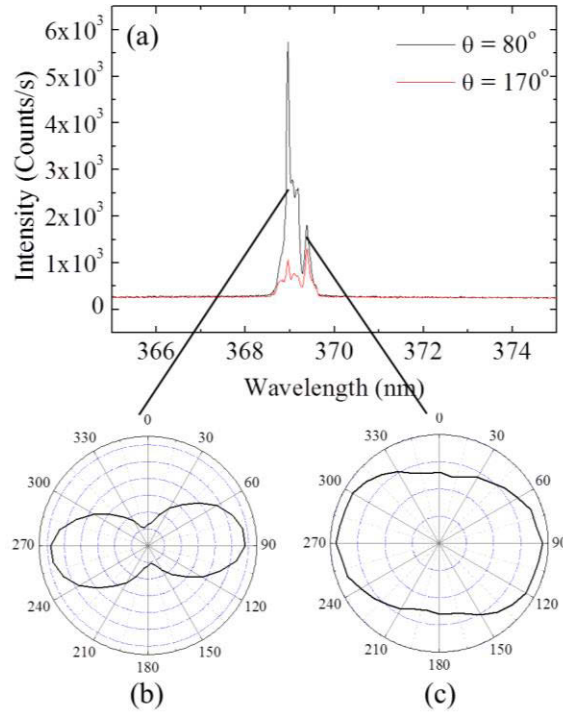 (a)
θ = 80°
θ = 170°
6x10³
5x10³
4x10³
3x10³
2x10³
1x10³
0
Intensity (Counts/s)
366 368 370 372 374
Wavelength (nm)
0
30
60
90
120
150
180
210
240
270
300
330
(b)
0
30
60
90
120
150
180
210
240
270
300
330
(c)